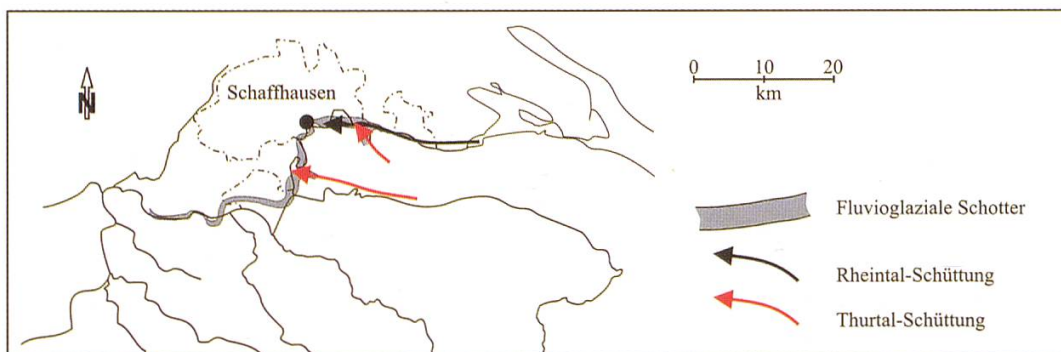 Schaffhausen
N
0 10 20
km
Fluvioglaziale Schotter
Rheintal-Schüttung
Thurtal-Schüttung